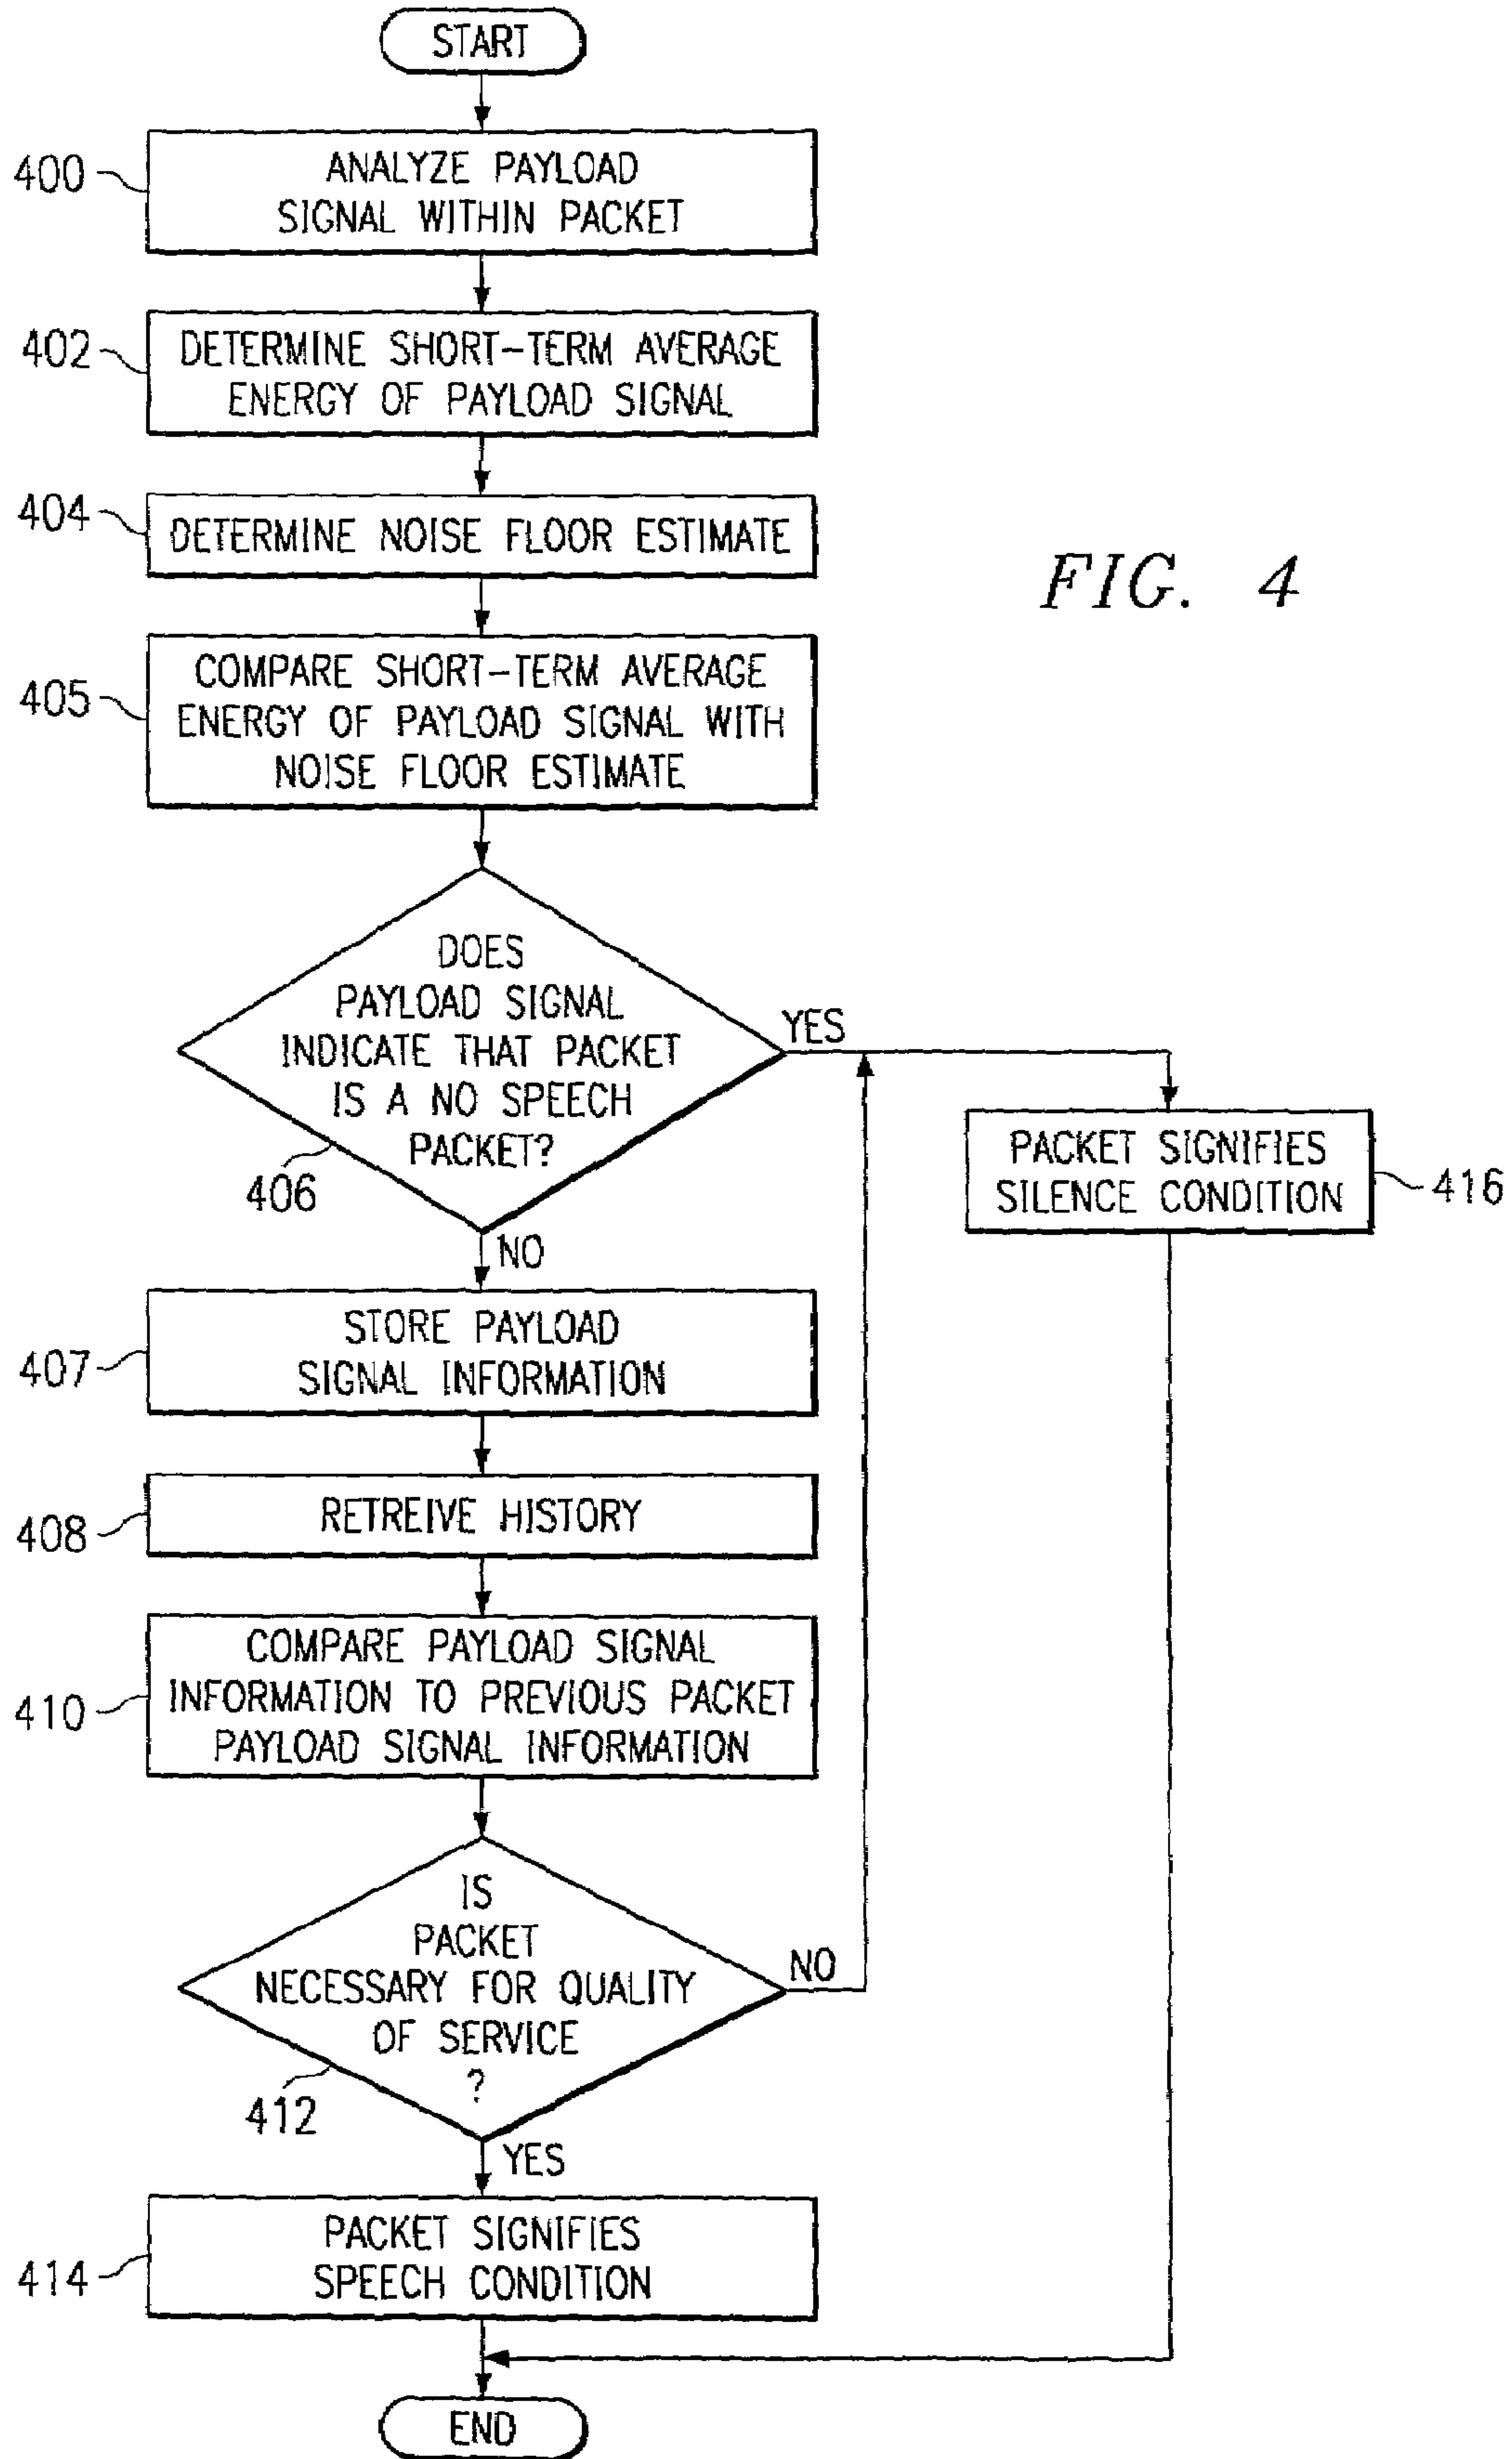 START
400
ANALYZE PAYLOAD
SIGNAL WITHIN PACKET
402
DETERMINE SHORT-TERM AVERAGE
ENERGY OF PAYLOAD SIGNAL
404
DETERMINE NOISE FLOOR ESTIMATE
FIG. 4
405
COMPARE SHORT-TERM AVERAGE
ENERGY OF PAYLOAD SIGNAL WITH
NOISE FLOOR ESTIMATE
DOES
PAYLOAD SIGNAL
INDICATE THAT PACKET
IS A NO SPEECH
PACKET?
406
YES
PACKET SIGNIFIES
SILENCE CONDITION
416
NO
407
STORE PAYLOAD
SIGNAL INFORMATION
408
RETREIVE HISTORY
410
COMPARE PAYLOAD SIGNAL
INFORMATION TO PREVIOUS PACKET
PAYLOAD SIGNAL INFORMATION
IS
PACKET
NECESSARY FOR QUALITY
OF SERVICE
?
412
NO
YES
414
PACKET SIGNIFIES
SPEECH CONDITION
END